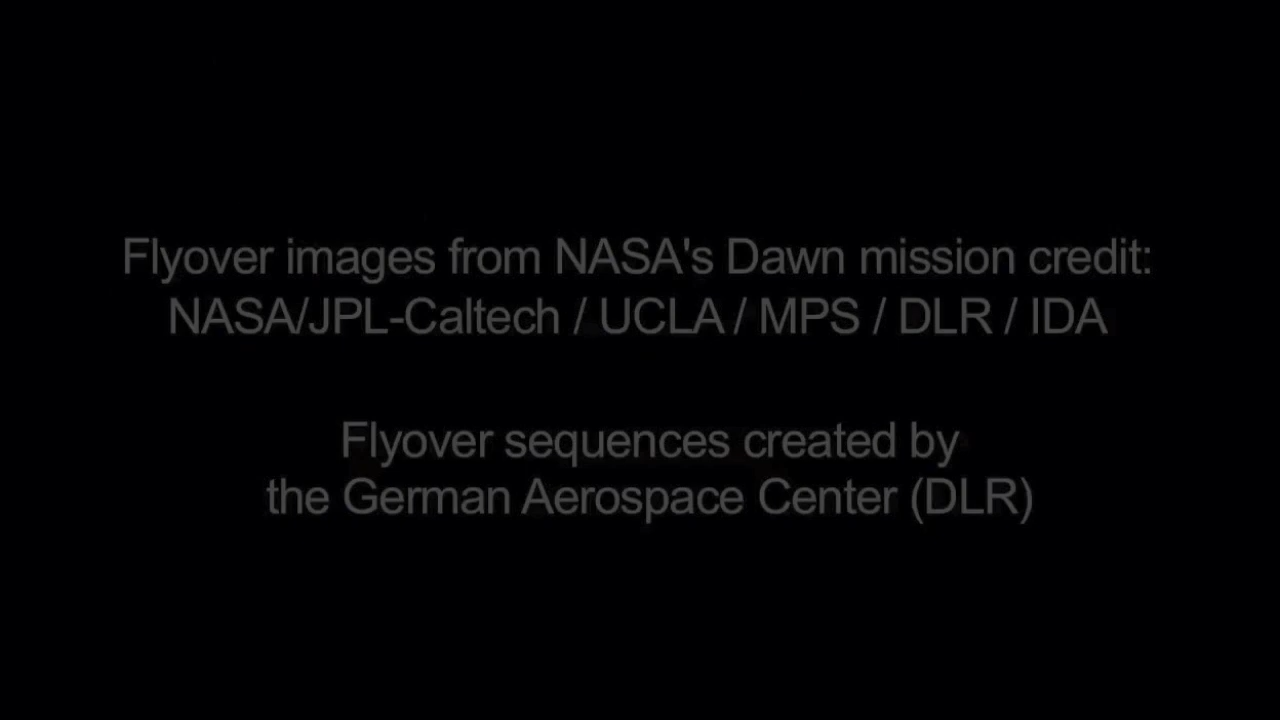 Flyover images from NASA's Dawn mission credit:
NASA/JPL-Caltech / UCLA / MPS / DLR / IDA
Flyover sequences created by
the German Aerospace Center (DLR)